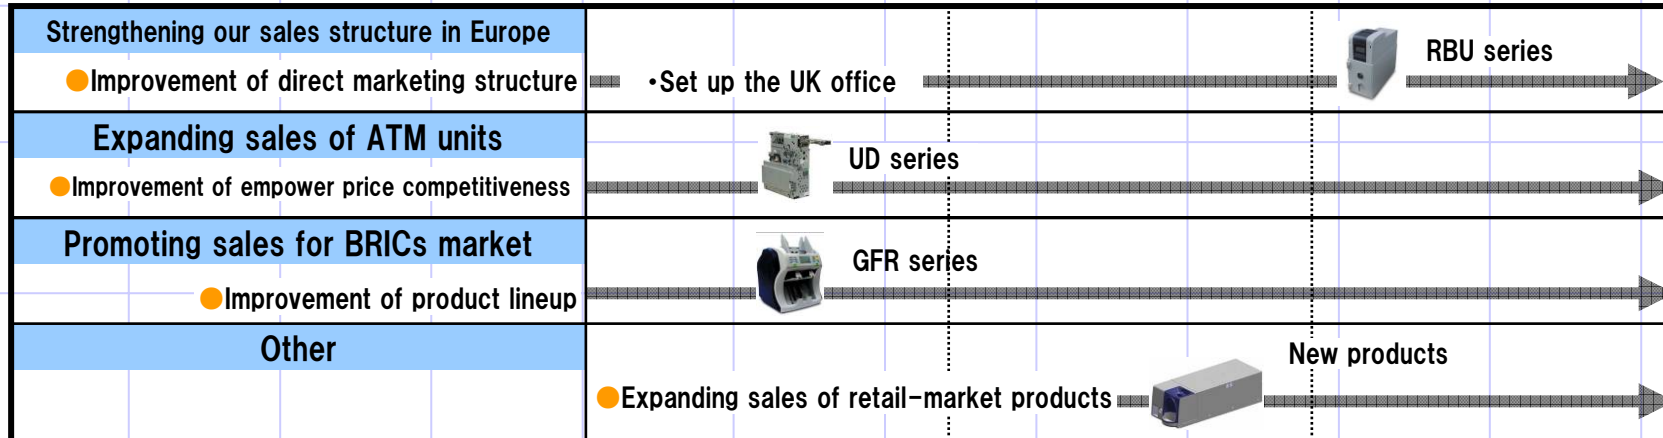 Strengthening our sales structure in Europe
●Improvement of direct marketing structure
・Set up the UK office
RBU series
Expanding sales of ATM units
●Improvement of empower price competitiveness
UD series
Promoting sales for BRICs market
●Improvement of product lineup
GFR series
Other
New products
●Expanding sales of retail-market products